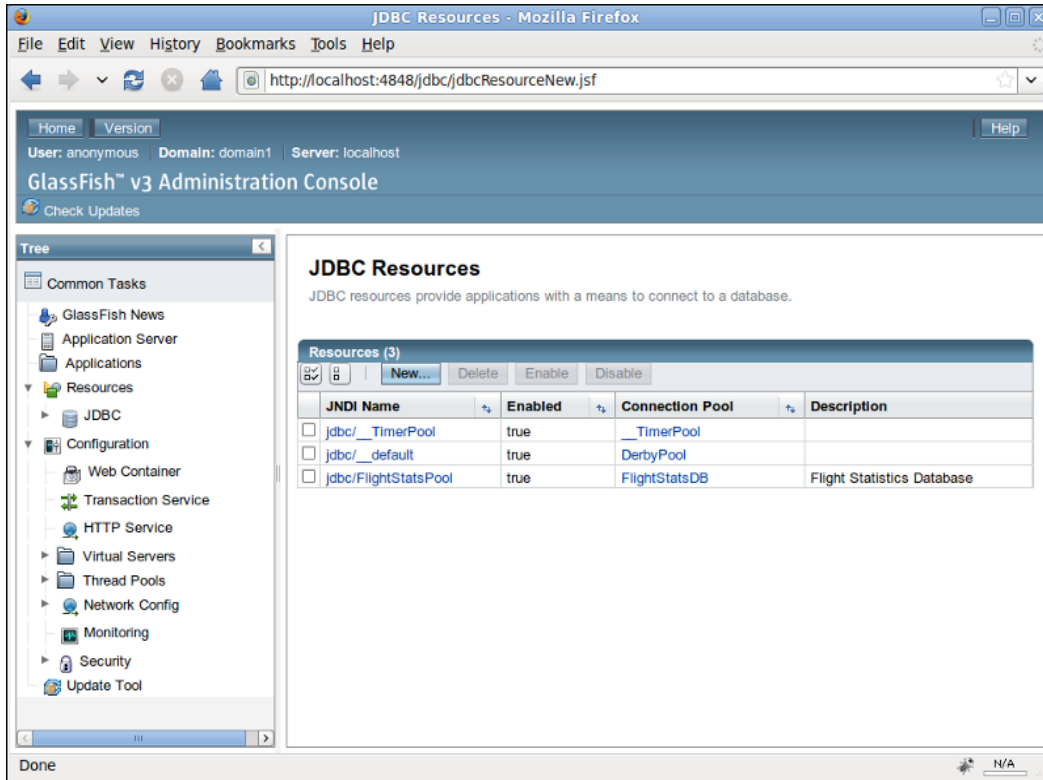 JDBC Resources - Mozilla Firefox
File Edit View History Bookmarks Tools Help
http://localhost:4848/jdbc/jdbcResourceNew.jsf
Home Version Help
User: anonymous Domain: domain1 Server: localhost
GlassFish™ v3 Administration Console
Check Updates
Tree
Common Tasks
GlassFish News
Application Server
Applications
Resources
JDBC
Configuration
Web Container
Transaction Service
HTTP Service
Virtual Servers
Thread Pools
Network Config
Monitoring
Security
Update Tool
JDBC Resources
JDBC resources provide applications with a means to connect to a database.
Resources (3)
New... Delete Enable Disable
JNDI Name Enabled Connection Pool Description
jdbc/__TimerPool true __TimerPool
jdbc/__default true DerbyPool
jdbc/FlightStatsPool true FlightStatsDB Flight Statistics Database
Done N/A